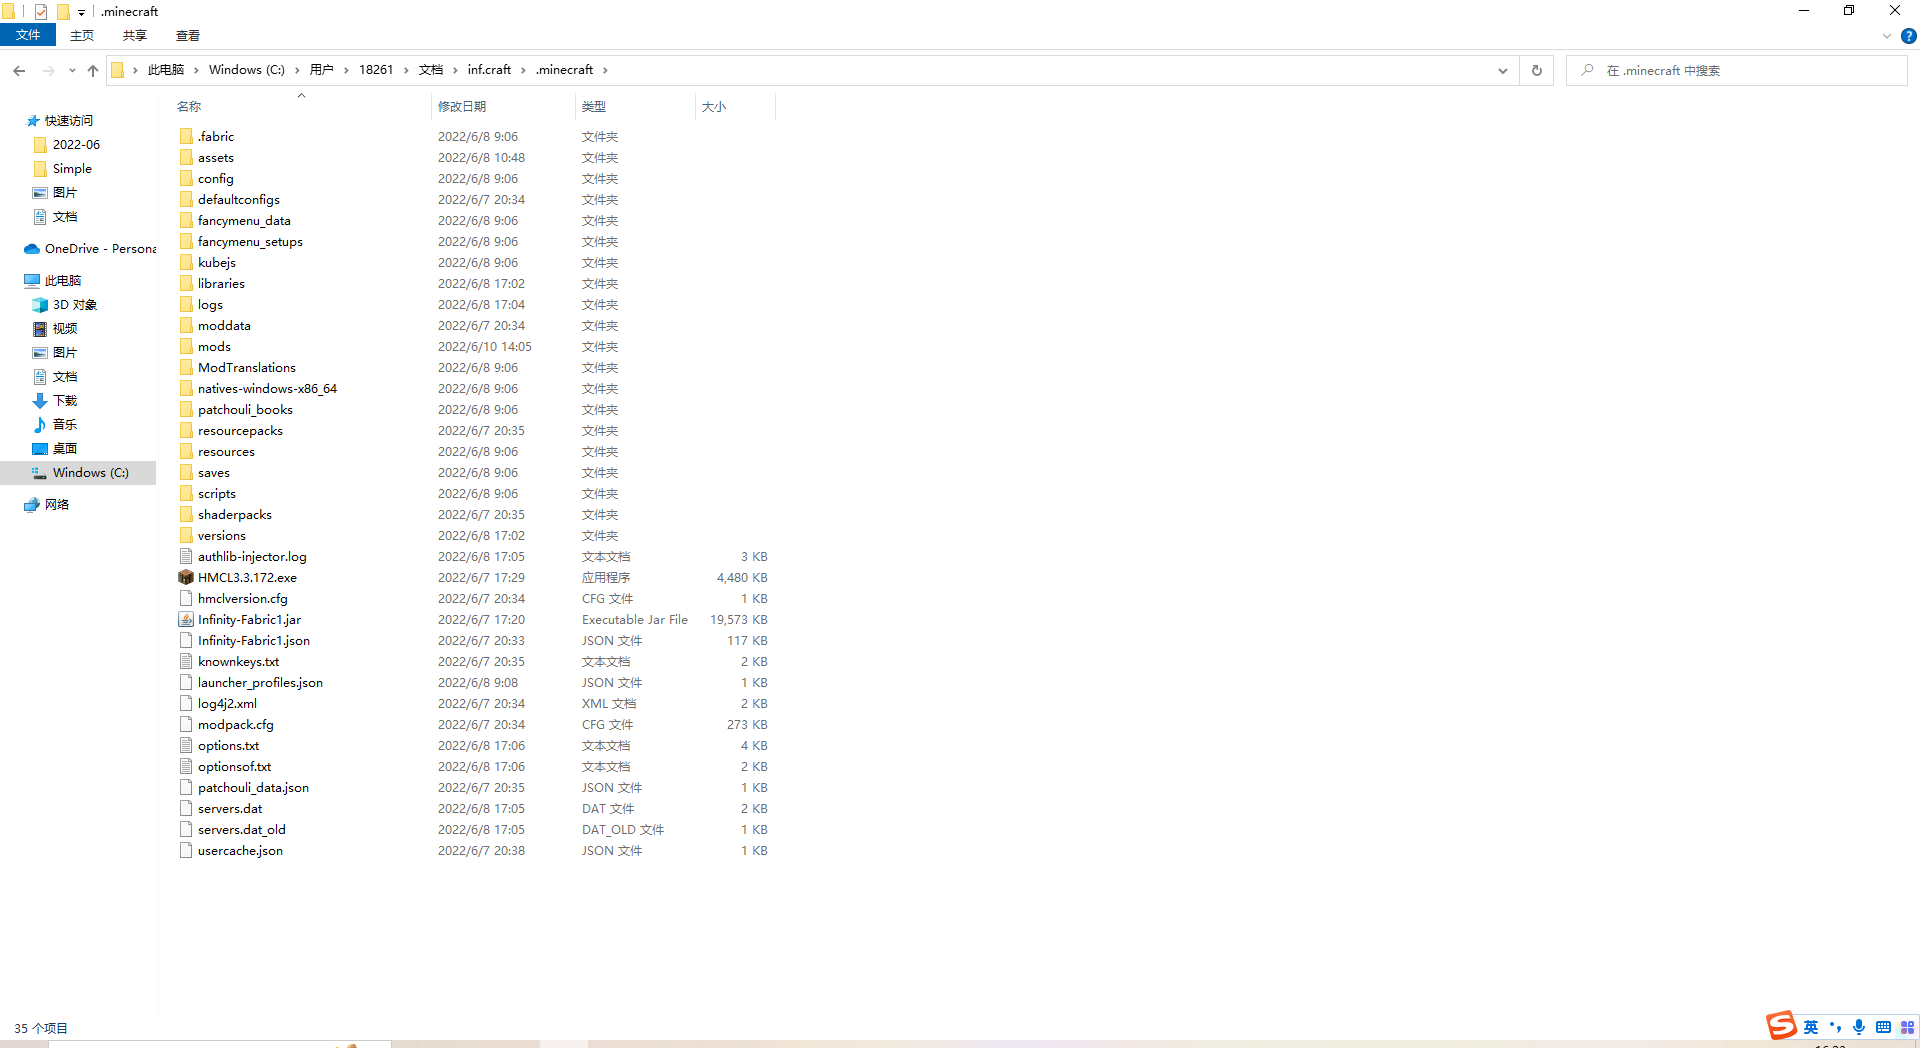 .minecraft
文件 主页 共享 查看
此电脑 Windows (C:) 用户 18261 文档 inf.craft .minecraft
在 .minecraft 中搜索
名称 修改日期 类型 大小
快速访问
2022-06
Simple
图片
文档
OneDrive - Persona
此电脑
3D 对象
视频
图片
文档
下载
音乐
桌面
Windows (C:)
网络
.fabric 2022/6/8 9:06 文件夹
assets 2022/6/8 10:48 文件夹
config 2022/6/8 9:06 文件夹
defaultconfigs 2022/6/7 20:34 文件夹
fancymenu_data 2022/6/8 9:06 文件夹
fancymenu_setups 2022/6/8 9:06 文件夹
kubejs 2022/6/8 9:06 文件夹
libraries 2022/6/8 17:02 文件夹
logs 2022/6/8 17:04 文件夹
moddata 2022/6/7 20:34 文件夹
mods 2022/6/10 14:05 文件夹
ModTranslations 2022/6/8 9:06 文件夹
natives-windows-x86_64 2022/6/8 9:06 文件夹
patchouli_books 2022/6/8 9:06 文件夹
resourcepacks 2022/6/7 20:35 文件夹
resources 2022/6/8 9:06 文件夹
saves 2022/6/8 9:06 文件夹
scripts 2022/6/8 9:06 文件夹
shaderpacks 2022/6/7 20:35 文件夹
versions 2022/6/8 17:02 文件夹
authlib-injector.log 2022/6/8 17:05 文本文档 3 KB
HMCL3.3.172.exe 2022/6/7 17:29 应用程序 4,480 KB
hmclversion.cfg 2022/6/7 20:34 CFG 文件 1 KB
Infinity-Fabric1.jar 2022/6/7 17:20 Executable Jar File 19,573 KB
Infinity-Fabric1.json 2022/6/7 20:33 JSON 文件 117 KB
knownkeys.txt 2022/6/7 20:35 文本文档 2 KB
launcher_profiles.json 2022/6/8 9:08 JSON 文件 1 KB
log4j2.xml 2022/6/7 20:34 XML 文档 2 KB
modpack.cfg 2022/6/7 20:34 CFG 文件 273 KB
options.txt 2022/6/8 17:06 文本文档 4 KB
optionsof.txt 2022/6/8 17:06 文本文档 2 KB
patchouli_data.json 2022/6/7 20:35 JSON 文件 1 KB
servers.dat 2022/6/8 17:05 DAT 文件 2 KB
servers.dat_old 2022/6/8 17:05 DAT_OLD 文件 1 KB
usercache.json 2022/6/7 20:38 JSON 文件 1 KB
35 个项目
英